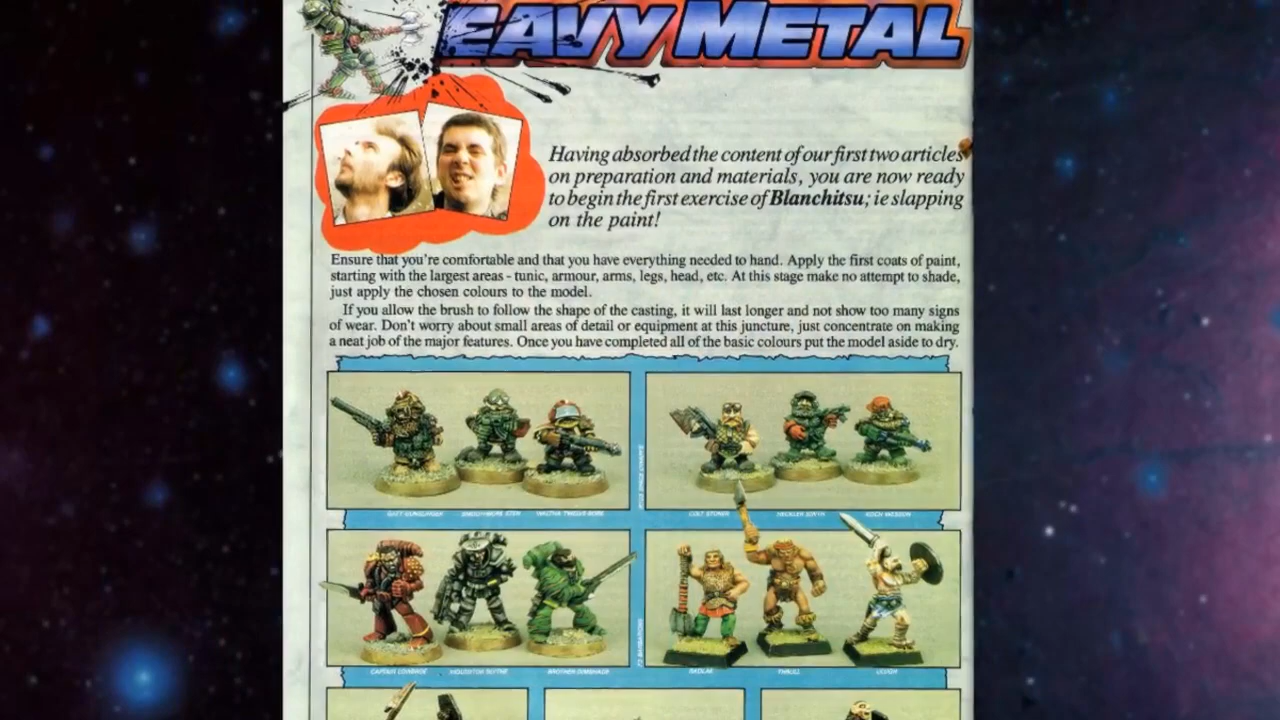 EAVY METAL
Having absorbed the content of our first two articles
on preparation and materials, you are now ready
to begin the first exercise of Blanchitsu; ie slapping
on the paint!
Ensure that you're comfortable and that you have everything needed to hand. Apply the first coats of paint,
starting with the largest areas - tunic, armour, arms, legs, head, etc. At this stage make no attempt to shade,
just apply the chosen colours to the model.
If you allow the brush to follow the shape of the casting, it will last longer and not show too many signs
of wear. Don't worry about small areas of detail or equipment at this juncture, just concentrate on making
a neat job of the major features. Once you have completed all of the basic colours put the model aside to dry.